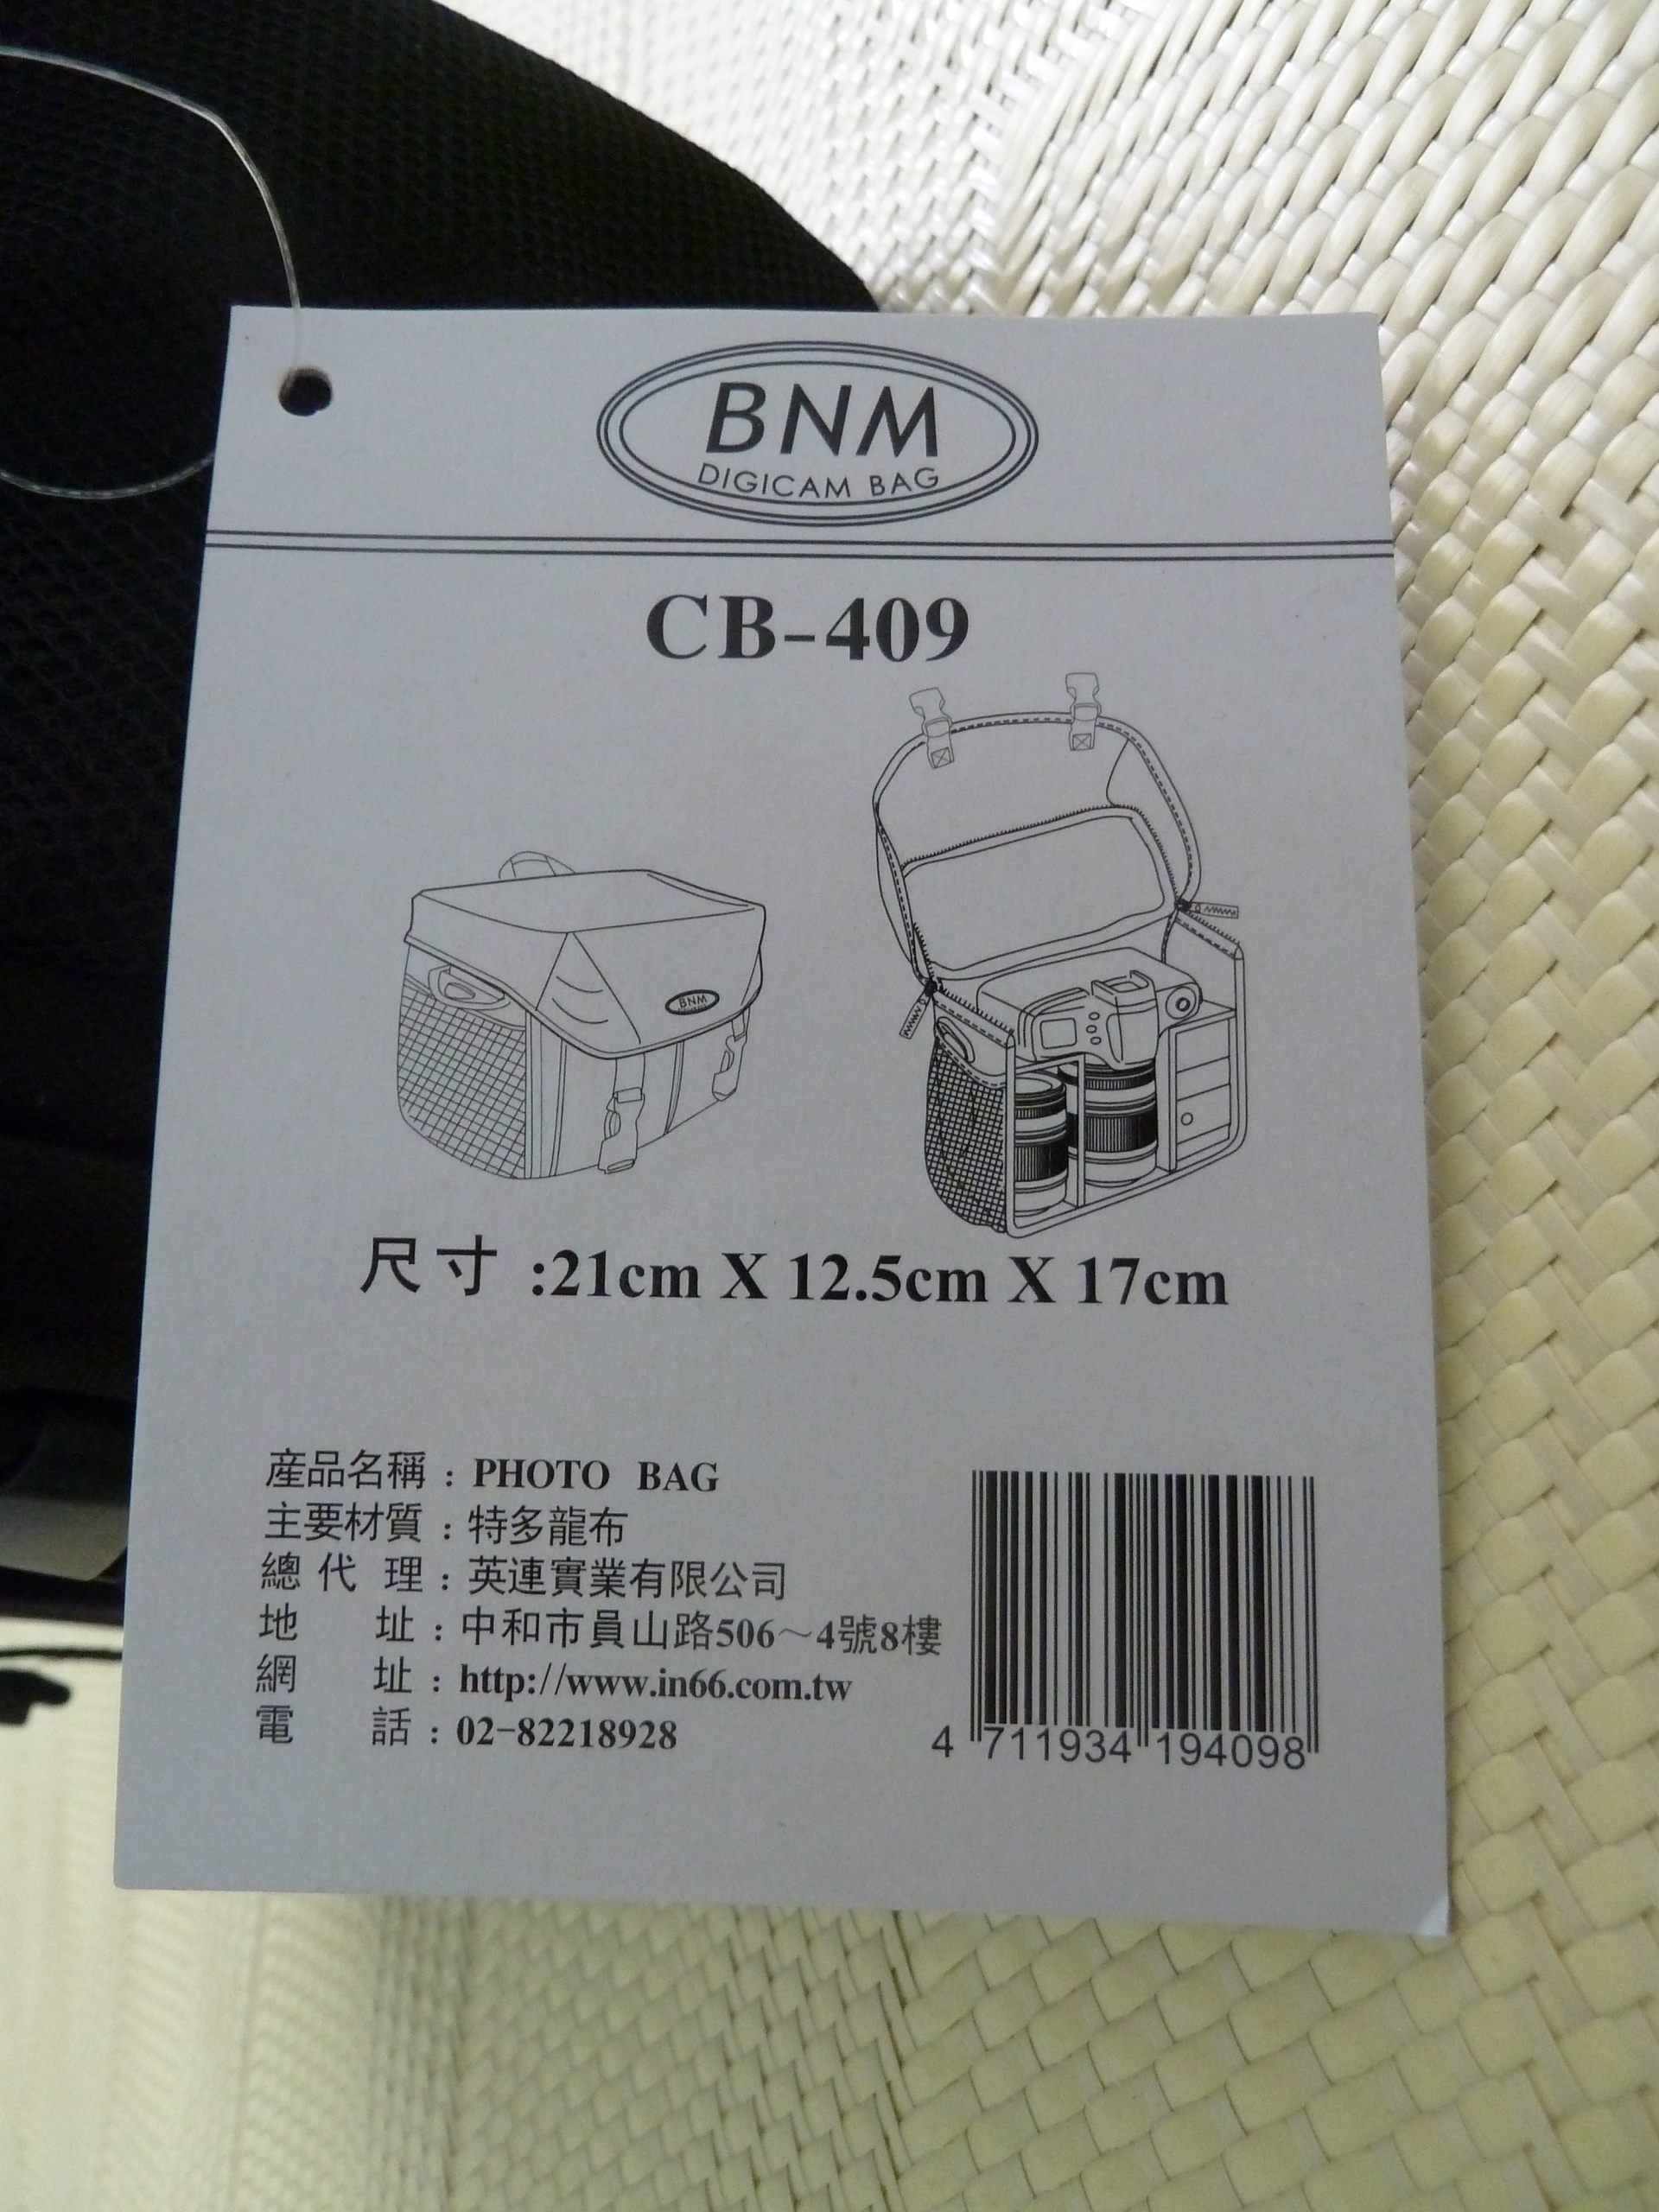 BNM
DIGICAM BAG
CB-409
BNM
尺寸 :21cm X 12.5cm X 17cm
産品名稱 : PHOTO BAG
主要材質 : 特多龍布
總代理 : 英連實業有限公司
地址 : 中和市員山路506～4號8樓
網址 : http://www.in66.com.tw
電話 : 02-82218928
4 711934 194098